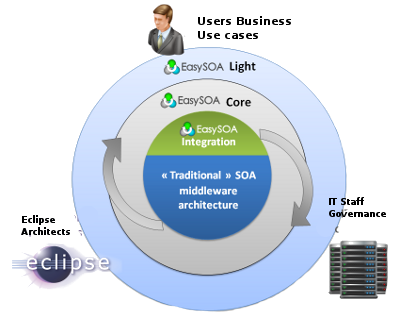 Users Business
Use cases
EasySOA Light
EasySOA Core
EasySOA
Integration
« Traditional » SOA
middleware
architecture
IT Staff
Governance
Eclipse
Architects
eclipse